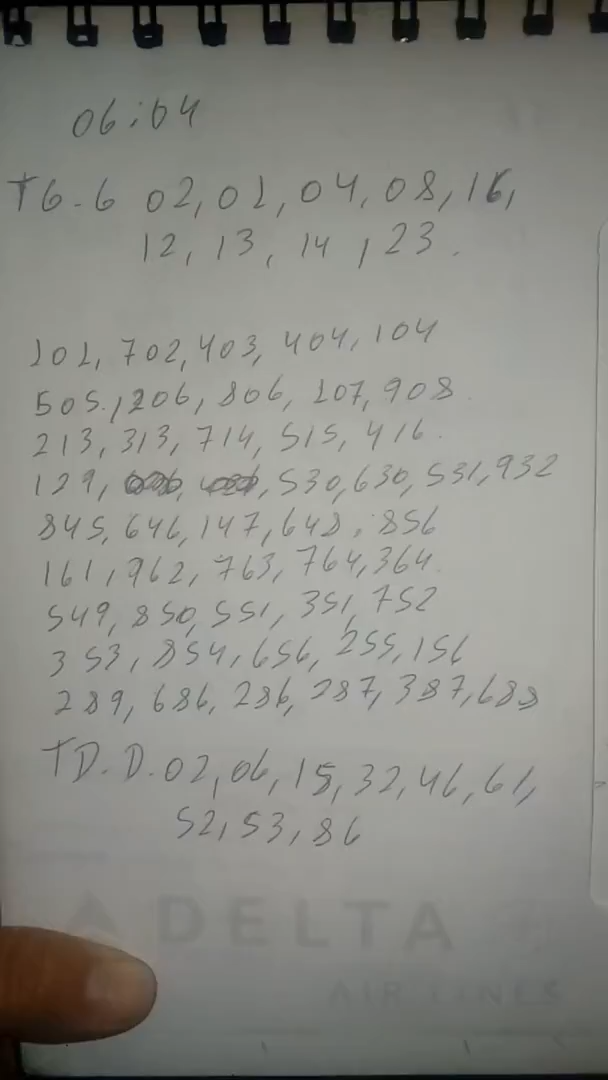 06:04
TG-6 02, 01, 04, 08, 16,
12, 13, 14, 23.
101, 702, 403, 404, 104
505, 206, 806, 107, 908
213, 313, 714, 515, 416.
129, 530, 630, 531, 932
845, 646, 147, 648, 856
161, 962, 763, 764, 364.
549, 850, 551, 351, 752
353, 854, 656, 255, 156
289, 686, 286, 287, 387, 688
TD.D.02, 06, 15, 32, 46, 61,
52, 53, 86
DELTA
AIR LINES